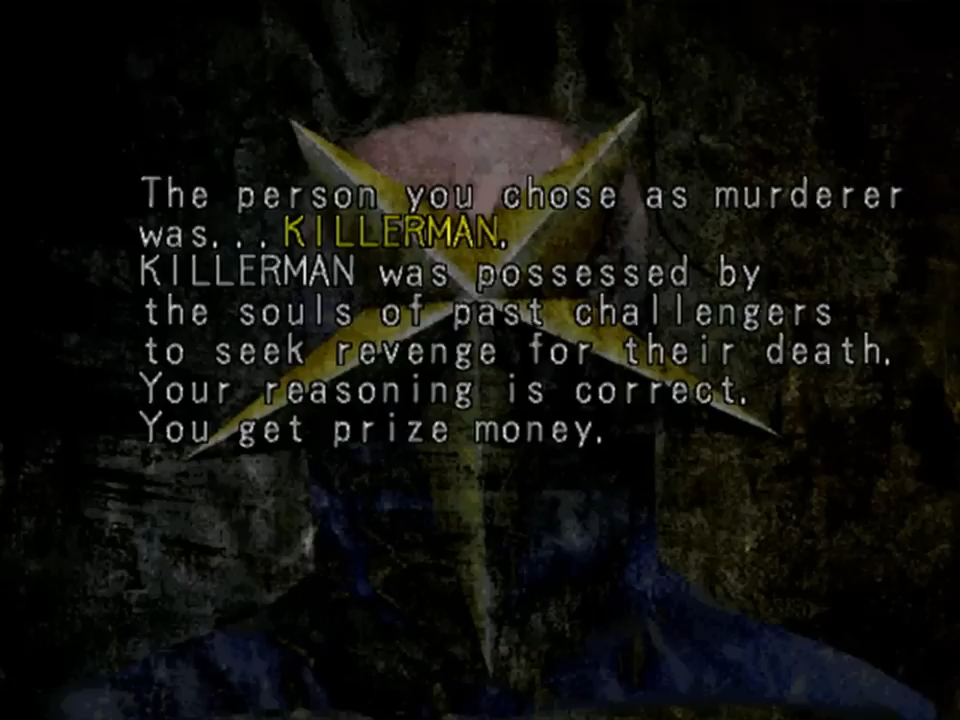 The person you chose as murderer
was...KILLERMAN.
KILLERMAN was possessed by
the souls of past challengers
to seek revenge for their death.
Your reasoning is correct.
You get prize money.